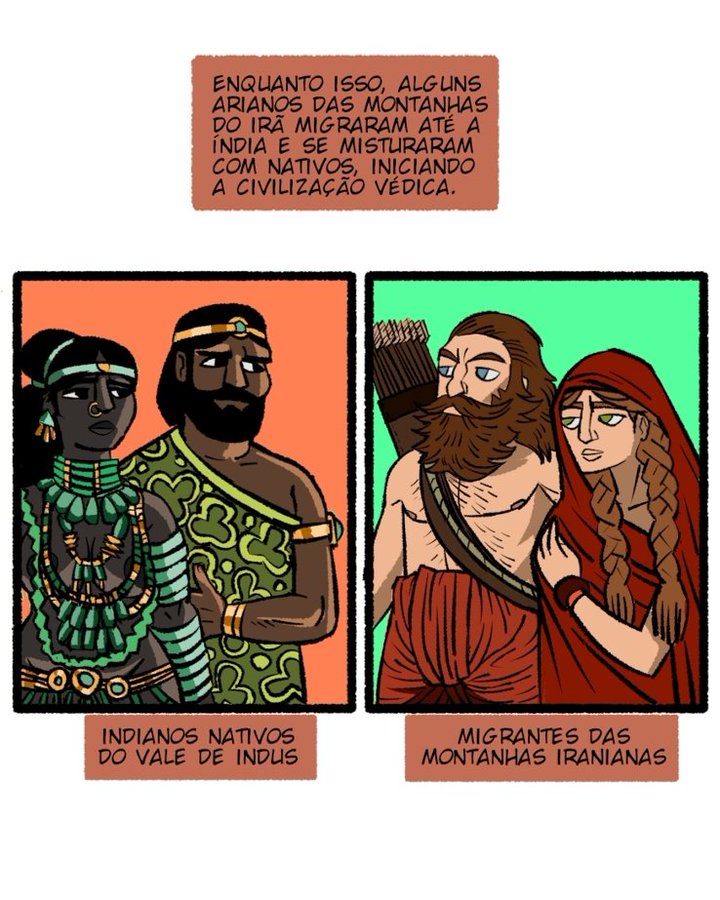 ENQUANTO ISSO, ALGUNS
ARIANOS DAS MONTANHAS
DO IRÃ MIGRARAM ATÉ A
ÍNDIA E SE MISTURARAM
COM NATIVOS, INICIANDO
A CIVILIZAÇÃO VÉDICA.
INDIANOS NATIVOS
DO VALE DE INDUS
MIGRANTES DAS
MONTANHAS IRANIANAS